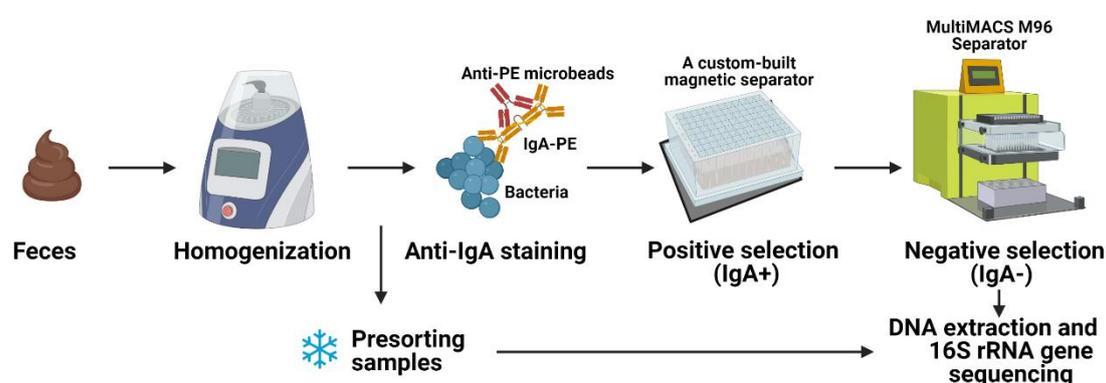 MultiMACS M96
Separator
A custom-built
magnetic separator
Anti-PE microbeads
IgA-PE
Bacteria
Feces
Homogenization
Anti-IgA staining
Positive selection
(IgA+)
Negative selection
(IgA-)
Presorting
samples
DNA extraction and
16S rRNA gene
sequencing